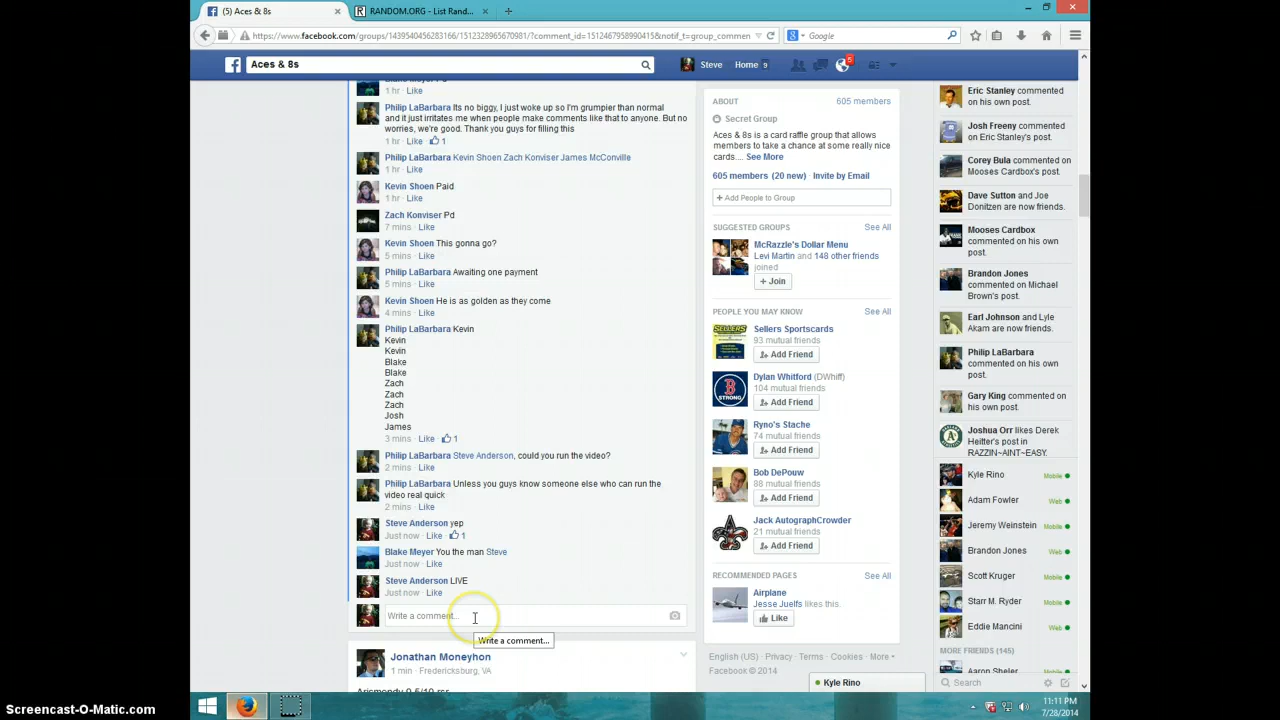 (5) Aces & 8s
RANDOM.ORG - List Rand...
https://www.facebook.com/groups/1439540456283166/1512328965670981/?comment_id=1512467958990415&notif_t=group_commen
Google
Aces & 8s
Steve
Home 9
5
1 hr · Like
Philip LaBarbara Its no biggy, I just woke up so I'm grumpier than normal
and it just irritates me when people make comments like that to anyone. But no
worries, we're good. Thank you guys for filling this
1 hr · Like · 1
Philip LaBarbara Kevin Shoen Zach Konviser James McConville
1 hr · Like
Kevin Shoen Paid
1 hr · Like
Zach Konviser Pd
7 mins · Like
Kevin Shoen This gonna go?
5 mins · Like
Philip LaBarbara Awaiting one payment
5 mins · Like
Kevin Shoen He is as golden as they come
4 mins · Like
Philip LaBarbara Kevin
Kevin
Kevin
Blake
Blake
Zach
Zach
Zach
Josh
James
3 mins · Like · 1
Philip LaBarbara Steve Anderson, could you run the video?
2 mins · Like
Philip LaBarbara Unless you guys know someone else who can run the
video real quick
2 mins · Like
Steve Anderson yep
Just now · Like · 1
Blake Meyer You the man Steve
Just now · Like
Steve Anderson LIVE
Just now · Like
Write a comment...
Write a comment...
Jonathan Moneyhon
1 min · Fredericksburg, VA
ABOUT
605 members
Secret Group
Aces & 8s is a card raffle group that allows
members to take a chance at some really nice
cards.... See More
605 members (20 new) · Invite by Email
+ Add People to Group
SUGGESTED GROUPS
See All
McRazzle's Dollar Menu
Levi Martin and 148 other friends
joined
+ Join
PEOPLE YOU MAY KNOW
See All
Sellers Sportscards
93 mutual friends
Add Friend
Dylan Whitford (DWhiff)
104 mutual friends
Add Friend
Ryno's Stache
74 mutual friends
Add Friend
Bob DePouw
88 mutual friends
Add Friend
Jack AutographCrowder
21 mutual friends
Add Friend
RECOMMENDED PAGES
See All
Airplane
Jesse Juelfs likes this.
Like
English (US) · Privacy · Terms · Cookies · More
Facebook © 2014
Kyle Rino
Eric Stanley commented
on his own post.
Josh Freeny commented
on Eric Stanley's post.
Corey Bula commented on
Mooses Cardbox's post.
Dave Sutton and Joe
Donitzen are now friends.
Mooses Cardbox
commented on his own
post.
Brandon Jones
commented on Michael
Brown's post.
Earl Johnson and Lyle
Akam are now friends.
Philip LaBarbara
commented on his own
post.
Gary King commented on
his own post.
Joshua Orr likes Derek
Heitter's post in
RAZZIN~AINT~EASY.
Kyle Rino Mobile
Adam Fowler Web
Jeremy Weinstein Mobile
Brandon Jones Web
Scott Kruger Mobile
Starr M. Ryder Mobile
Eddie Mancini Web
MORE FRIENDS (145)
Aaron Sheler
Search
11:11 PM
7/28/2014
Screencast-O-Matic.com